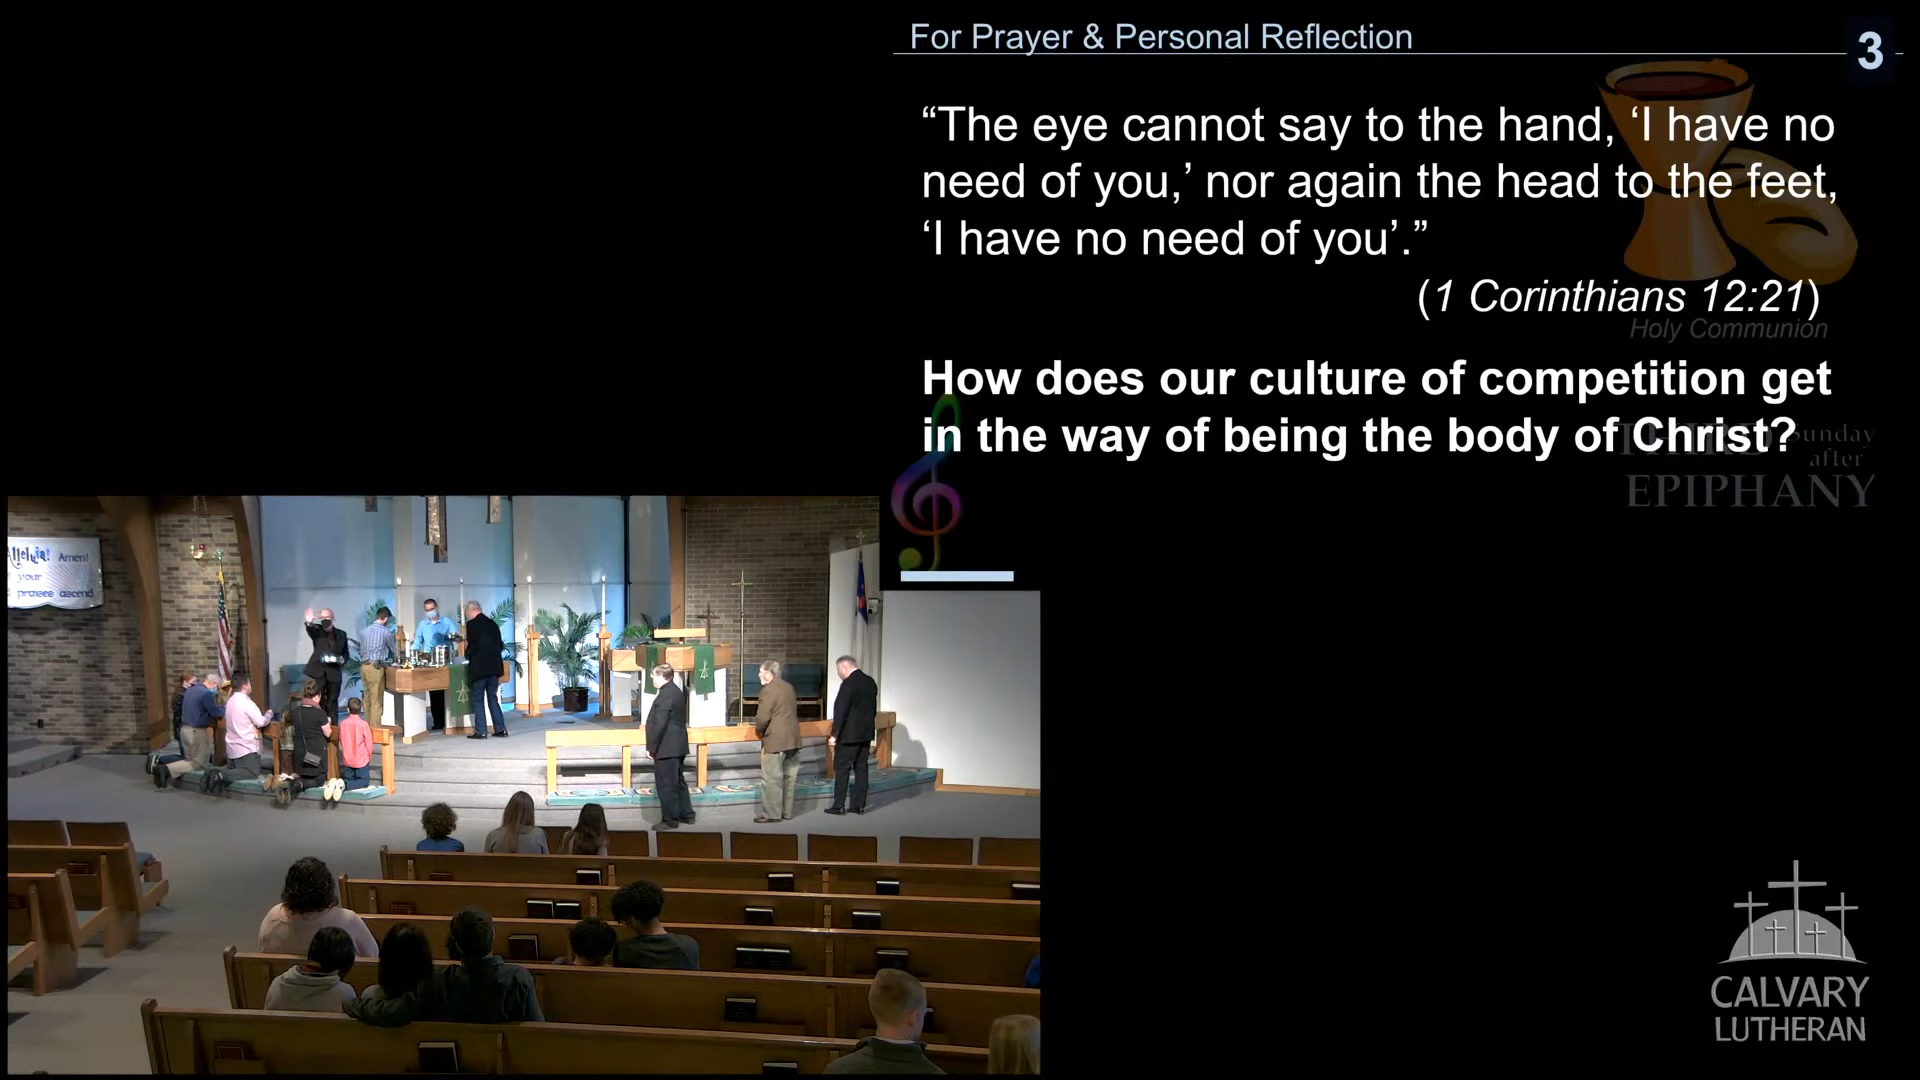 For Prayer & Personal Reflection
3
“The eye cannot say to the hand, ‘I have no
need of you,’ nor again the head to the feet,
‘I have no need of you’.”
(1 Corinthians 12:21)
Holy Communion
How does our culture of competition get
in the way of being the body of Christ?
THIRD Sunday
after
EPIPHANY
Alleluia! Amen!
your
praises ascend
CALVARY
LUTHERAN